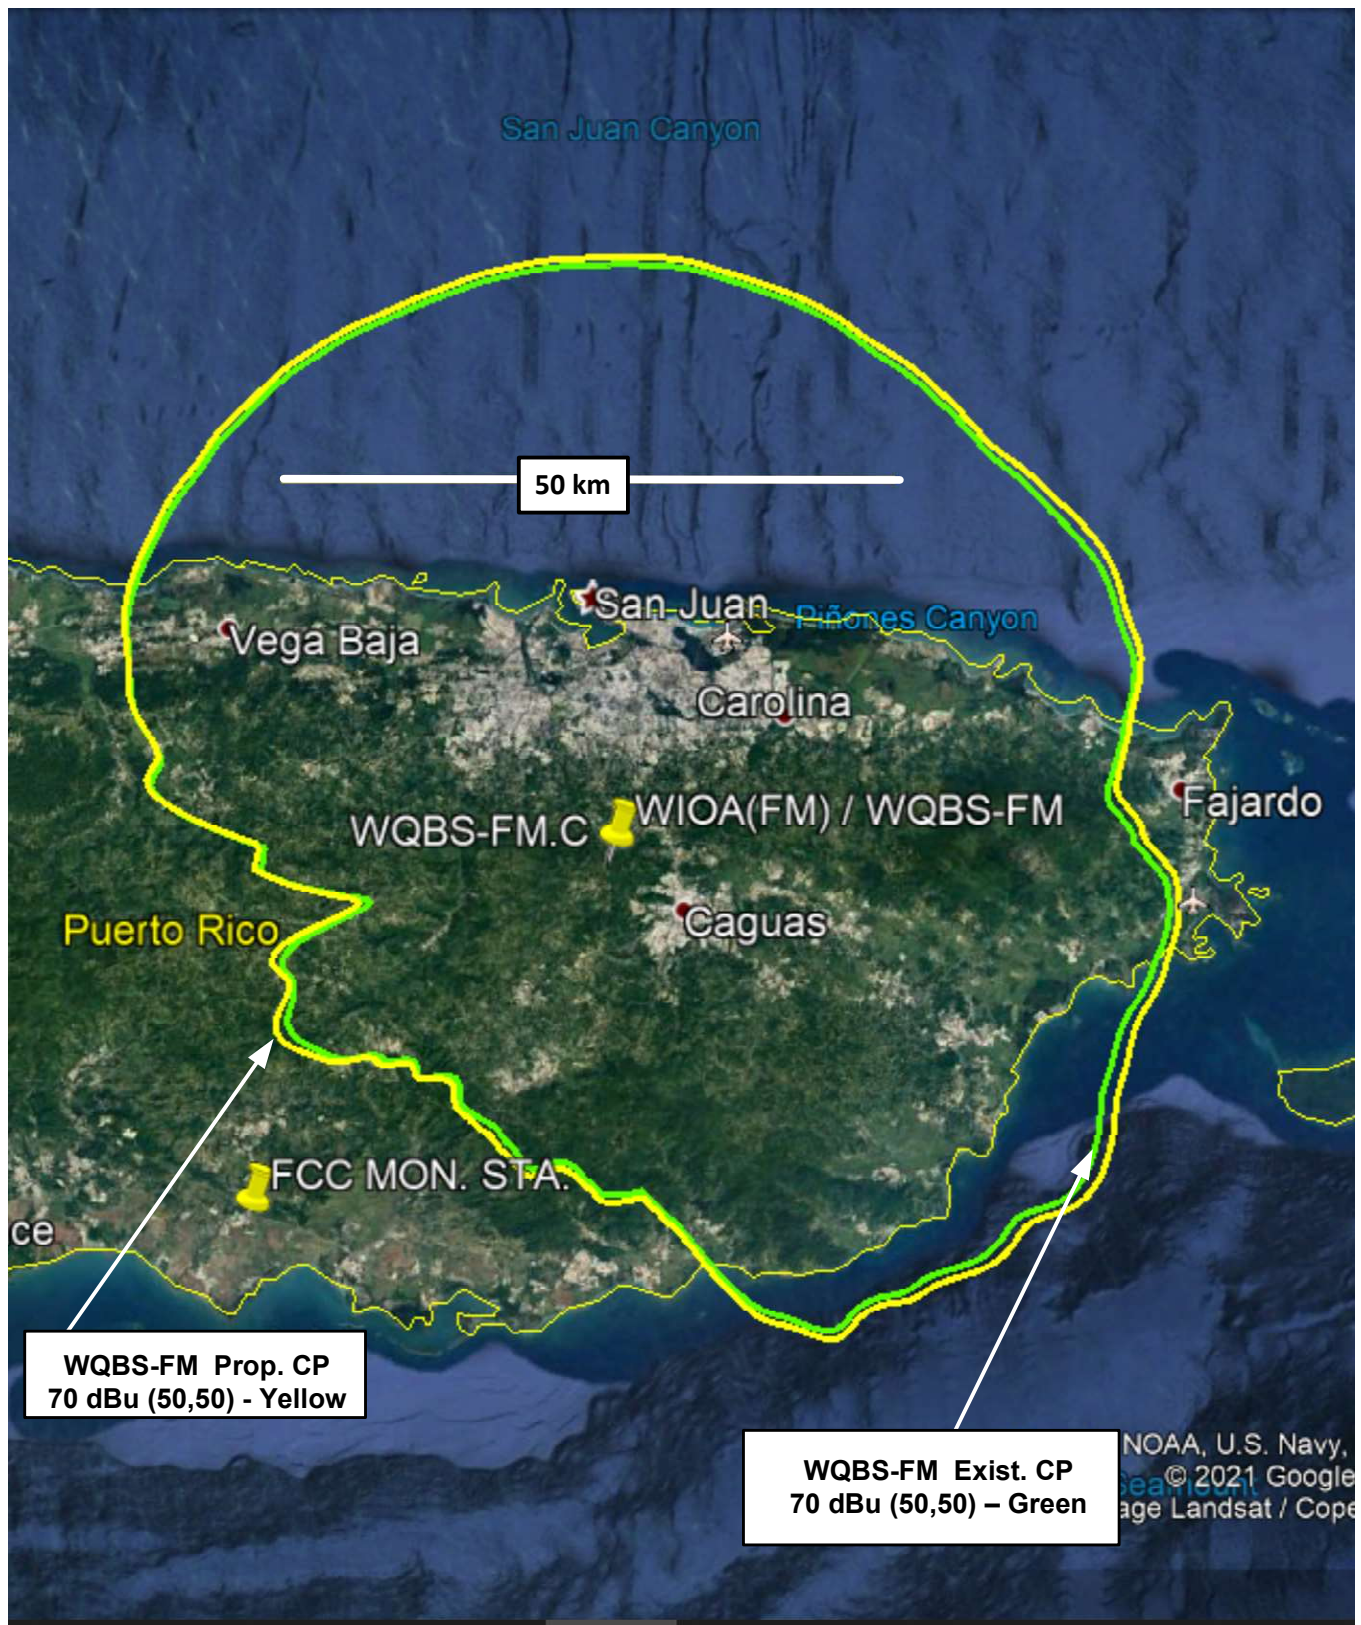 San Juan Canyon
50 km
San Juan
Piñones Canyon
Vega Baja
Carolina
Fajardo
WQBS-FM.C
WIOA(FM) / WQBS-FM
Caguas
Puerto Rico
FCC MON. STA.
ce
WQBS-FM Prop. CP
70 dBu (50,50) - Yellow
WQBS-FM Exist. CP
70 dBu (50,50) – Green
NOAA, U.S. Navy,
© 2021 Google
Seamount
age Landsat / Cope